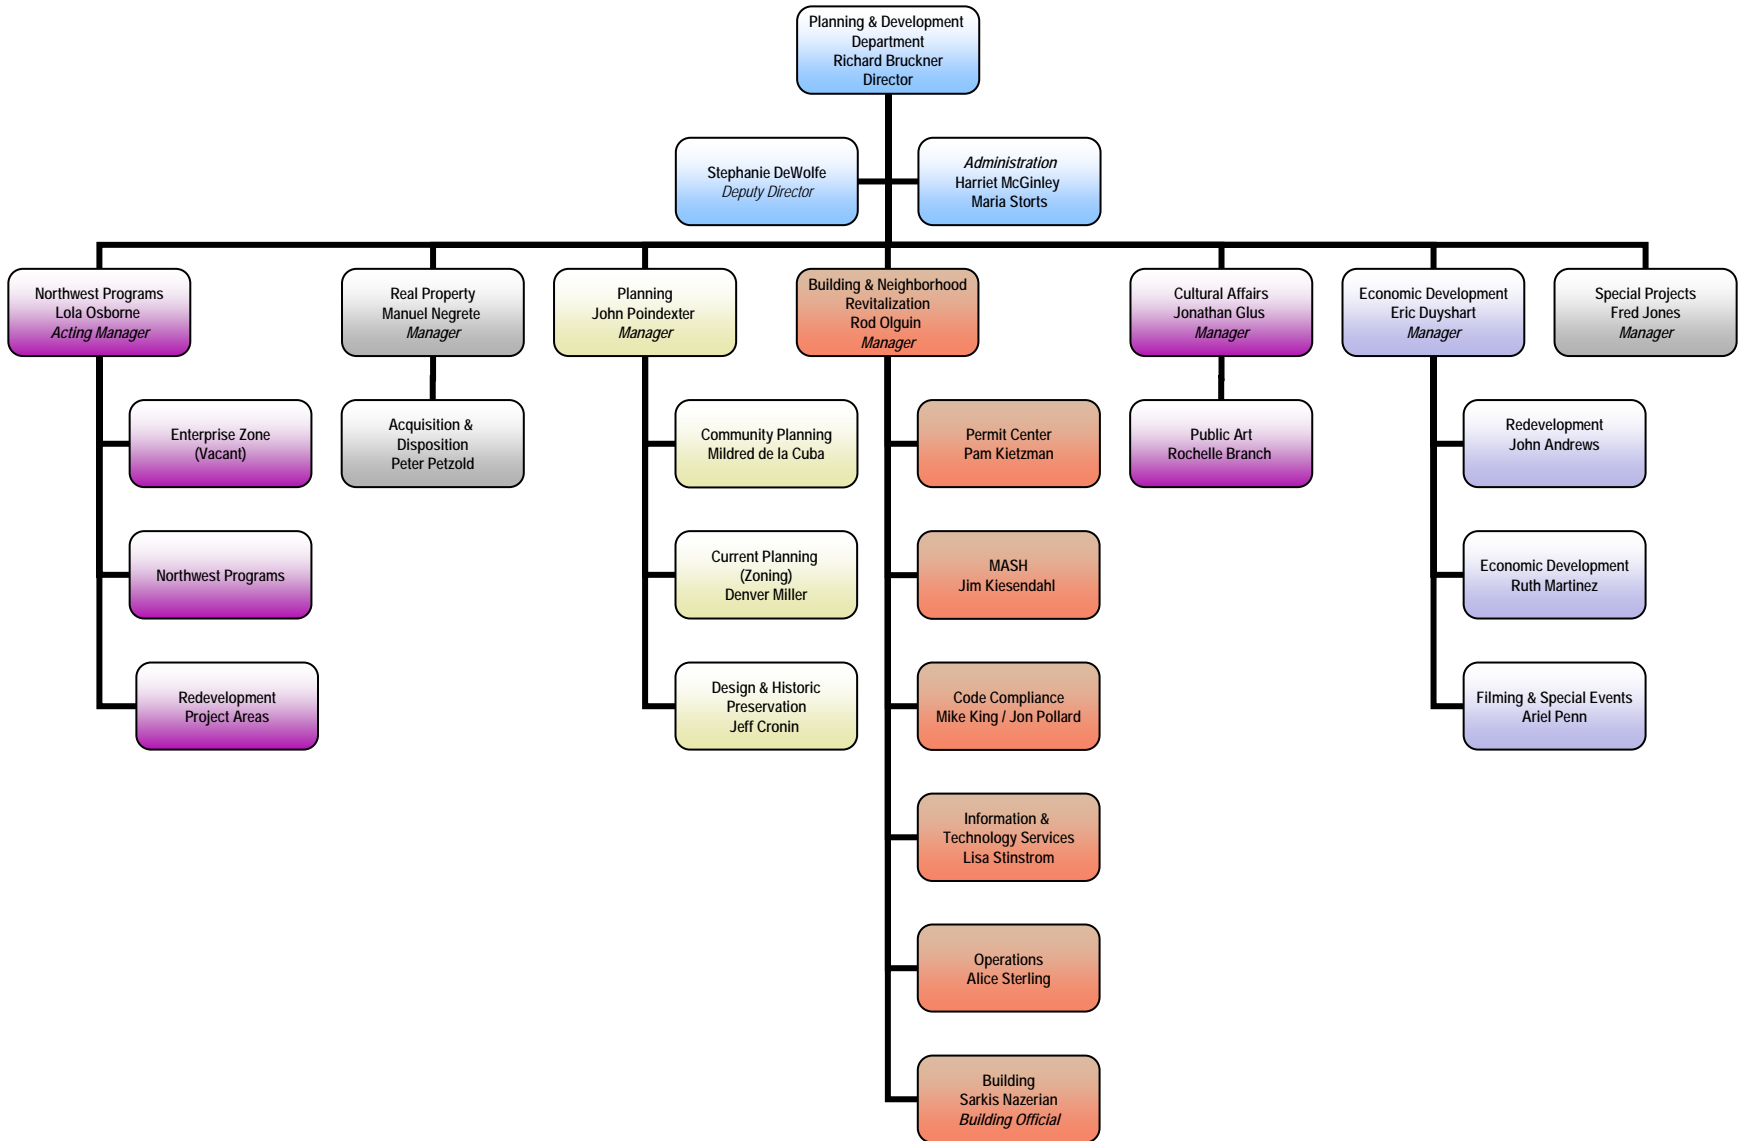 Planning & Development
Department
Richard Bruckner
Director
Stephanie DeWolfe
Deputy Director
Administration
Harriet McGinley
Maria Storts
Northwest Programs
Lola Osborne
Acting Manager
Real Property
Manuel Negrete
Manager
Planning
John Poindexter
Manager
Building & Neighborhood
Revitalization
Rod Olguin
Manager
Cultural Affairs
Jonathan Glus
Manager
Economic Development
Eric Duyshart
Manager
Special Projects
Fred Jones
Manager
Enterprise Zone
(Vacant)
Acquisition &
Disposition
Peter Petzold
Community Planning
Mildred de la Cuba
Permit Center
Pam Kietzman
Public Art
Rochelle Branch
Redevelopment
John Andrews
Northwest Programs
Current Planning
(Zoning)
Denver Miller
MASH
Jim Kiesendahl
Economic Development
Ruth Martinez
Redevelopment
Project Areas
Design & Historic
Preservation
Jeff Cronin
Code Compliance
Mike King / Jon Pollard
Filming & Special Events
Ariel Penn
Information &
Technology Services
Lisa Stinstrom
Operations
Alice Sterling
Building
Sarkis Nazerian
Building Official